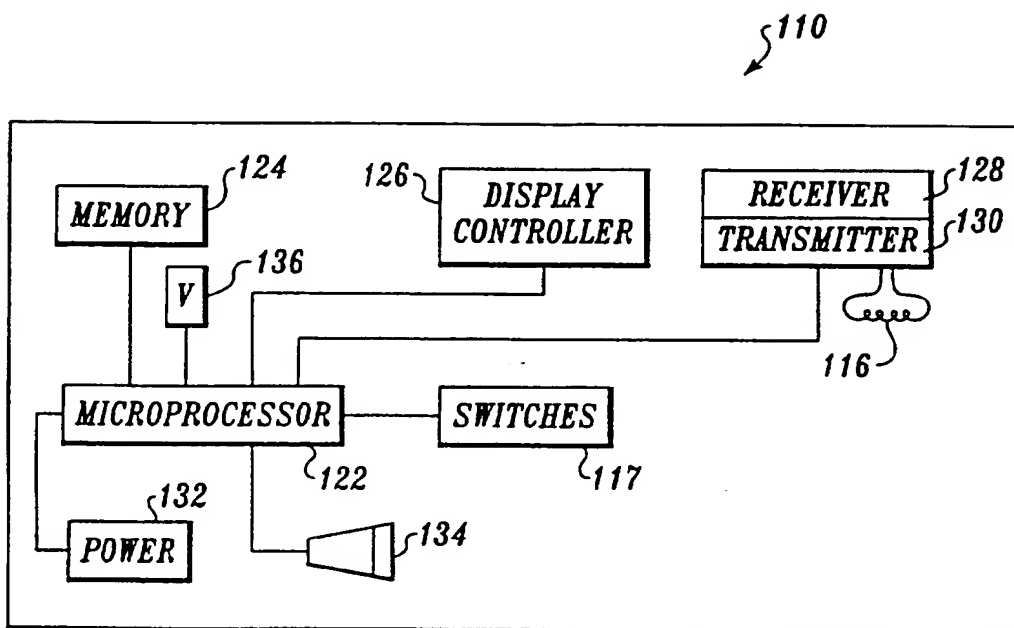 110
124
MEMORY
126
DISPLAY
CONTROLLER
RECEIVER
128
TRANSMITTER
130
136
V
116
MICROPROCESSOR
122
SWITCHES
117
132
POWER
134